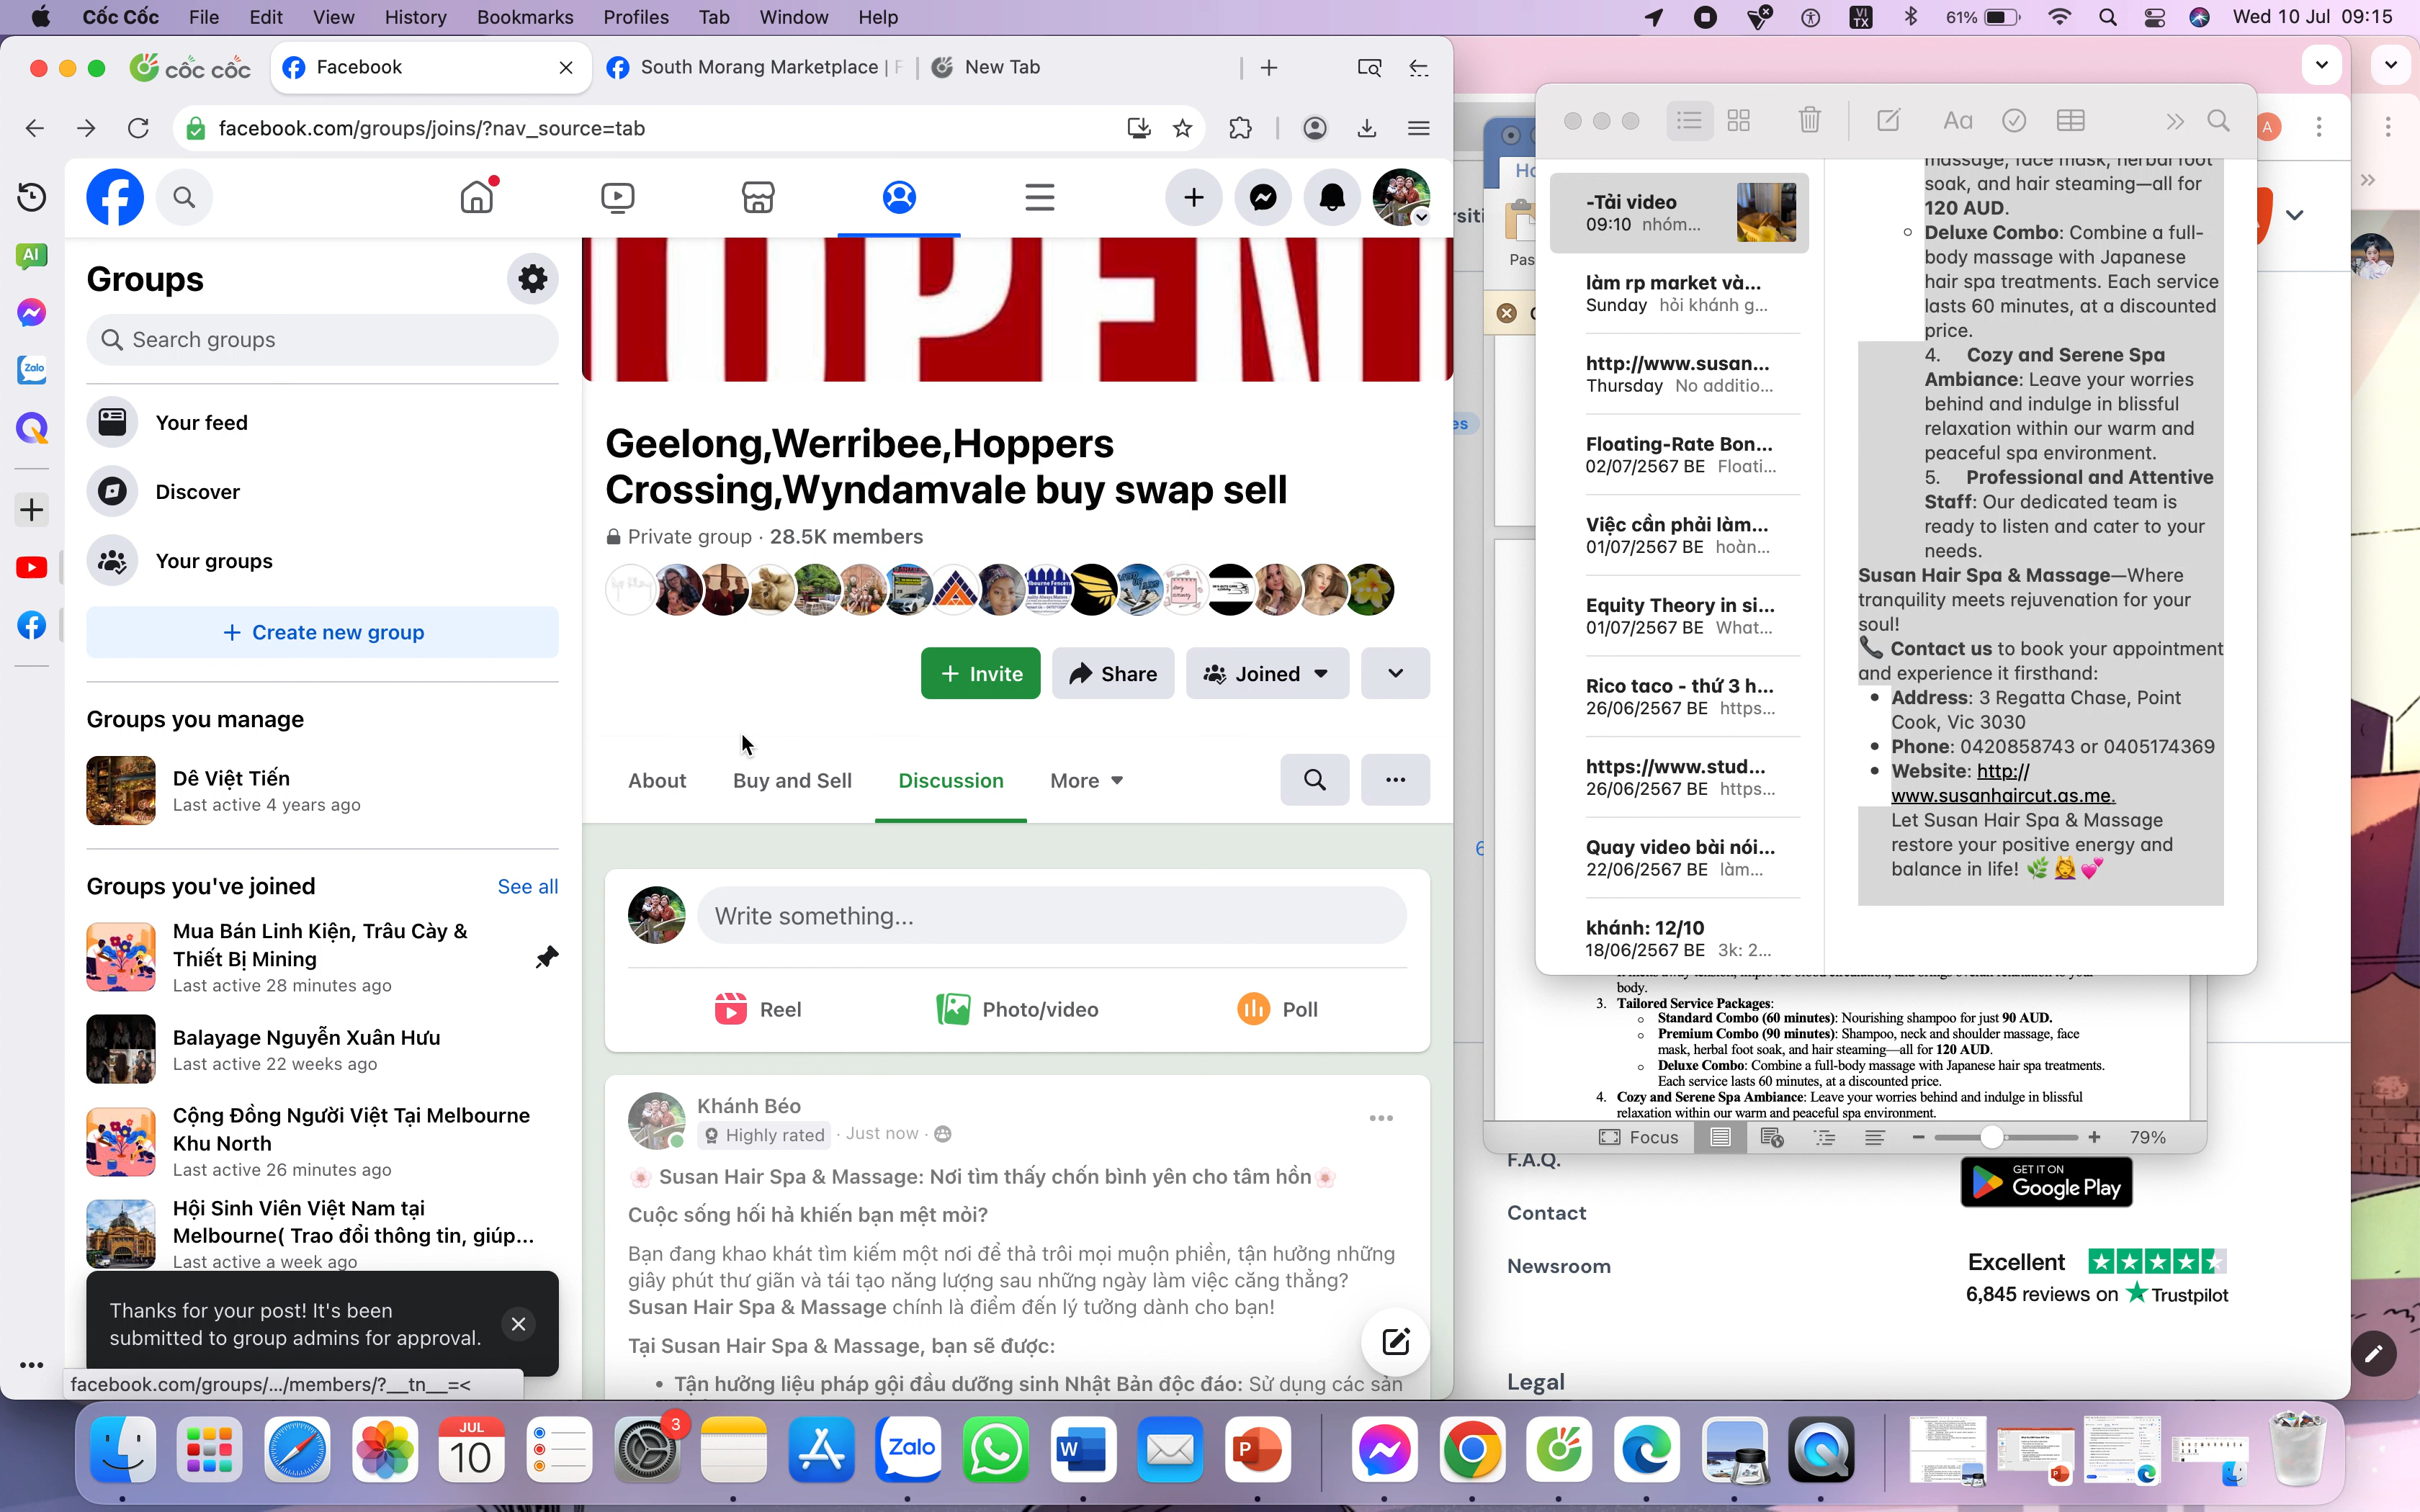 Cốc Cốc File Edit View History Bookmarks Profiles Tab Window Help
VI TX 61% Wed 10 Jul 09:15
cốc cốc Facebook South Morang Marketplace | F New Tab
facebook.com/groups/joins/?nav_source=tab
AI
Zalo
Groups
Search groups
Your feed
Discover
Your groups
+ Create new group
Groups you manage
Dê Việt Tiến
Last active 4 years ago
Groups you've joined See all
Mua Bán Linh Kiện, Trâu Cày &
Thiết Bị Mining
Last active 28 minutes ago
Balayage Nguyễn Xuân Hưu
Last active 22 weeks ago
Cộng Đồng Người Việt Tại Melbourne
Khu North
Last active 26 minutes ago
Hội Sinh Viên Việt Nam tại
Melbourne( Trao đổi thông tin, giúp...
Last active a week ago
Thanks for your post! It's been
submitted to group admins for approval.
facebook.com/groups/.../members/?__tn__=<
Geelong,Werribee,Hoppers
Crossing,Wyndamvale buy swap sell
Private group · 28.5K members
+ Invite Share Joined
About Buy and Sell Discussion More
Write something...
Reel Photo/video Poll
Khánh Béo
Highly rated · Just now ·
🌸 Susan Hair Spa & Massage: Nơi tìm thấy chốn bình yên cho tâm hồn🌸
Cuộc sống hối hả khiến bạn mệt mỏi?
Bạn đang khao khát tìm kiếm một nơi để thả trôi mọi muộn phiền, tận hưởng những
giây phút thư giãn và tái tạo năng lượng sau những ngày làm việc căng thẳng?
Susan Hair Spa & Massage chính là điểm đến lý tưởng dành cho bạn!
Tại Susan Hair Spa & Massage, bạn sẽ được:
• Tận hưởng liệu pháp gội đầu dưỡng sinh Nhật Bản độc đáo: Sử dụng các sản
-Tải video
09:10 nhóm...
làm rp market và...
Sunday hỏi khánh g...
http://www.susan...
Thursday No additio...
Floating-Rate Bon...
02/07/2567 BE Floati...
Việc cần phải làm...
01/07/2567 BE hoàn...
Equity Theory in si...
01/07/2567 BE What...
Rico taco - thứ 3 h...
26/06/2567 BE https...
https://www.stud...
26/06/2567 BE https...
Quay video bài nói...
22/06/2567 BE làm...
khánh: 12/10
18/06/2567 BE 3k: 2...
massage, face mask, herbal foot
soak, and hair steaming—all for
120 AUD.
○ Deluxe Combo: Combine a full-
body massage with Japanese
hair spa treatments. Each service
lasts 60 minutes, at a discounted
price.
4. Cozy and Serene Spa
Ambiance: Leave your worries
behind and indulge in blissful
relaxation within our warm and
peaceful spa environment.
5. Professional and Attentive
Staff: Our dedicated team is
ready to listen and cater to your
needs.
Susan Hair Spa & Massage—Where
tranquility meets rejuvenation for your
soul!
📞 Contact us to book your appointment
and experience it firsthand:
• Address: 3 Regatta Chase, Point
Cook, Vic 3030
• Phone: 0420858743 or 0405174369
• Website: http://
www.susanhaircut.as.me.
Let Susan Hair Spa & Massage
restore your positive energy and
balance in life! 🌿💆💕
A
Pas
body.
3. Tailored Service Packages:
○ Standard Combo (60 minutes): Nourishing shampoo for just 90 AUD.
○ Premium Combo (90 minutes): Shampoo, neck and shoulder massage, face
mask, herbal foot soak, and hair steaming—all for 120 AUD.
○ Deluxe Combo: Combine a full-body massage with Japanese hair spa treatments.
Each service lasts 60 minutes, at a discounted price.
4. Cozy and Serene Spa Ambiance: Leave your worries behind and indulge in blissful
relaxation within our warm and peaceful spa environment.
Focus 79%
F.A.Q.
Contact
Newsroom
Legal
GET IT ON
Google Play
Excellent
6,845 reviews on Trustpilot
JUL
10
3
Zalo
W
P